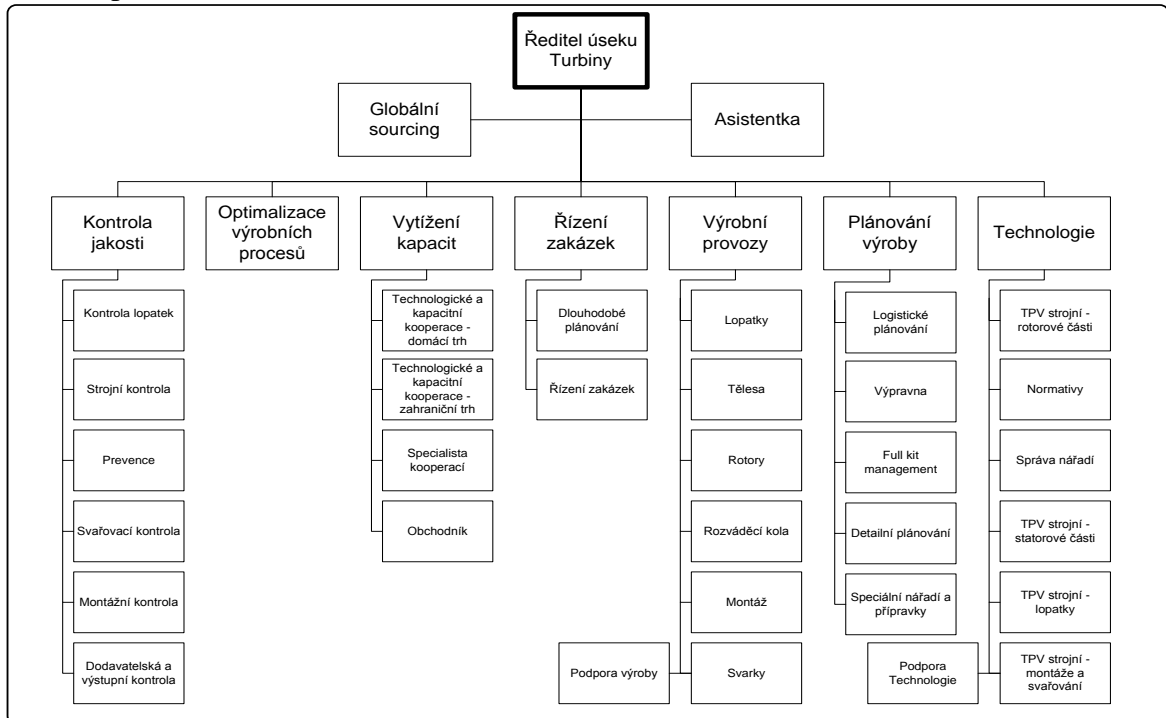 Ředitel úseku
Turbiny
Globální
sourcing
Asistentka
Kontrola
jakosti
Optimalizace
výrobních
procesů
Vytížení
kapacit
Řízení
zakázek
Výrobní
provozy
Plánování
výroby
Technologie
Kontrola lopatek
Strojní kontrola
Prevence
Svařovací kontrola
Montážní kontrola
Dodavatelská a
výstupní kontrola
Technologické a
kapacitní
kooperace -
domácí trh
Technologické a
kapacitní
kooperace -
zahraniční trh
Specialista
kooperací
Obchodník
Dlouhodobé
plánování
Řízení zakázek
Lopatky
Tělesa
Rotory
Rozváděcí kola
Montáž
Podpora výroby
Svarky
Logistické
plánování
Výpravna
Full kit
management
Detailní plánování
Speciální nářadí a
přípravky
TPV strojní -
rotorové části
Normativy
Správa nářadí
TPV strojní -
statorové části
TPV strojní -
lopatky
Podpora
Technologie
TPV strojní -
montáže a
svařování